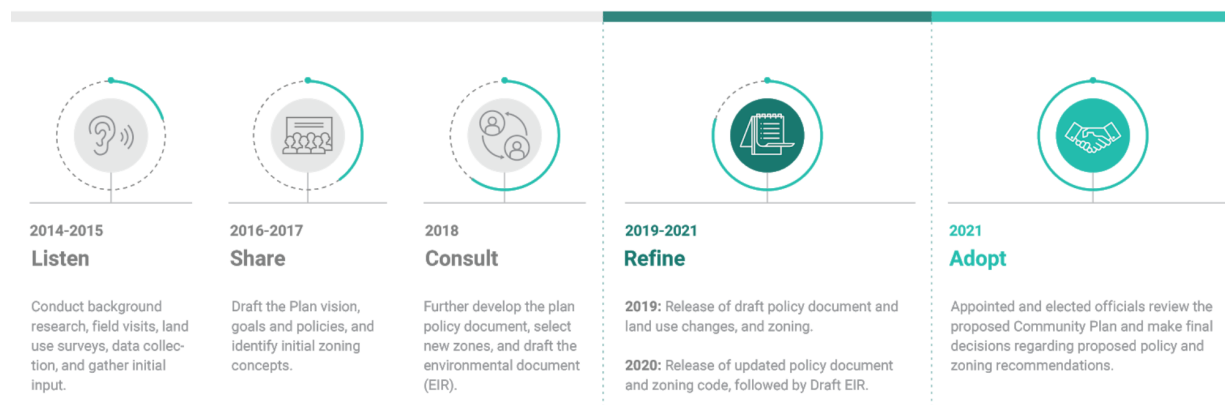 2014-2015
Listen
Conduct background
research, field visits, land
use surveys, data collec-
tion, and gather initial
input.
2016-2017
Share
Draft the Plan vision,
goals and policies, and
identify initial zoning
concepts.
2018
Consult
Further develop the plan
policy document, select
new zones, and draft the
environmental document
(EIR).
2019-2021
Refine
2019: Release of draft policy document and
land use changes, and zoning.
2020: Release of updated policy document
and zoning code, followed by Draft EIR.
2021
Adopt
Appointed and elected officials review the
proposed Community Plan and make final
decisions regarding proposed policy and
zoning recommendations.